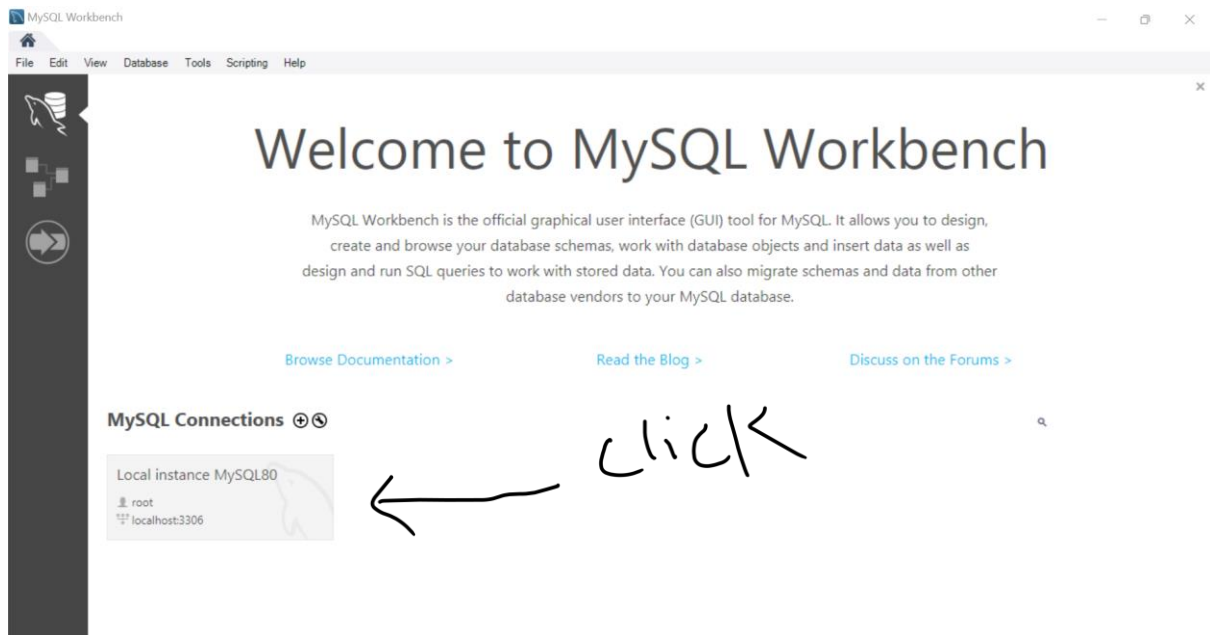 MySQL Workbench
File Edit View Database Tools Scripting Help
Welcome to MySQL Workbench
MySQL Workbench is the official graphical user interface (GUI) tool for MySQL. It allows you to design,
create and browse your database schemas, work with database objects and insert data as well as
design and run SQL queries to work with stored data. You can also migrate schemas and data from other
database vendors to your MySQL database.
Browse Documentation > Read the Blog > Discuss on the Forums >
MySQL Connections
click
Local instance MySQL80
root
localhost:3306